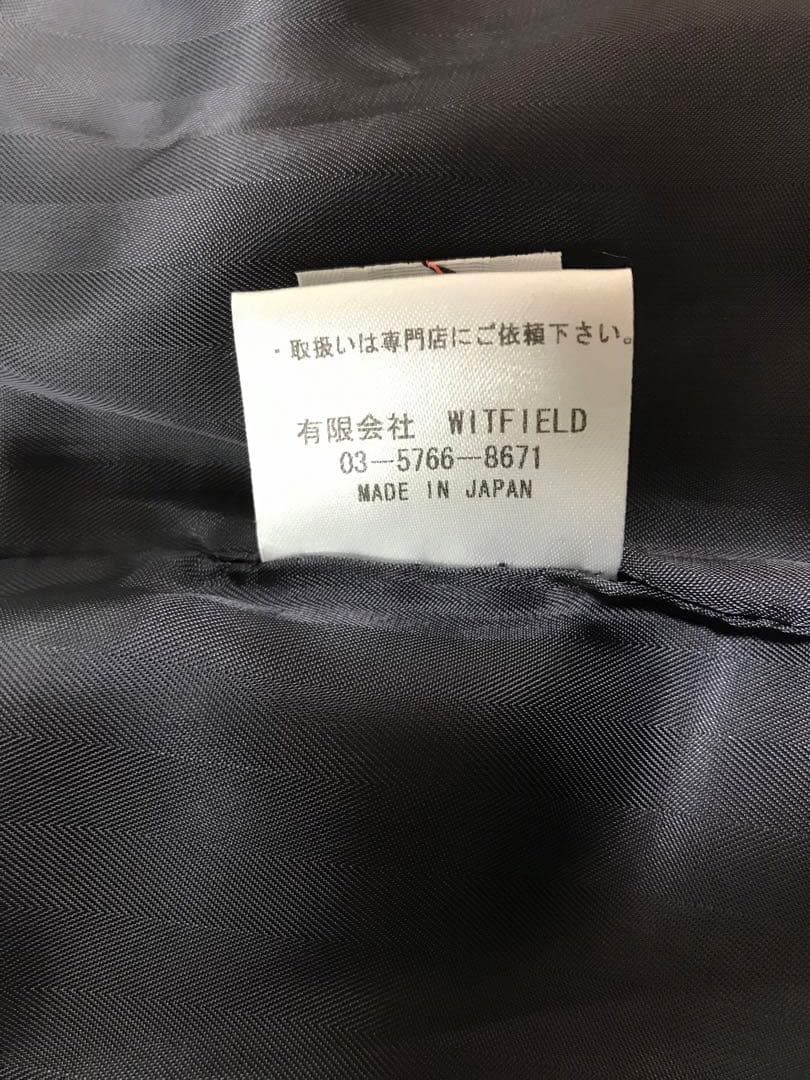 ・取扱いは専門店にご依頼下さい。
有限会社　WITFIELD
03―5766―8671
MADE IN JAPAN